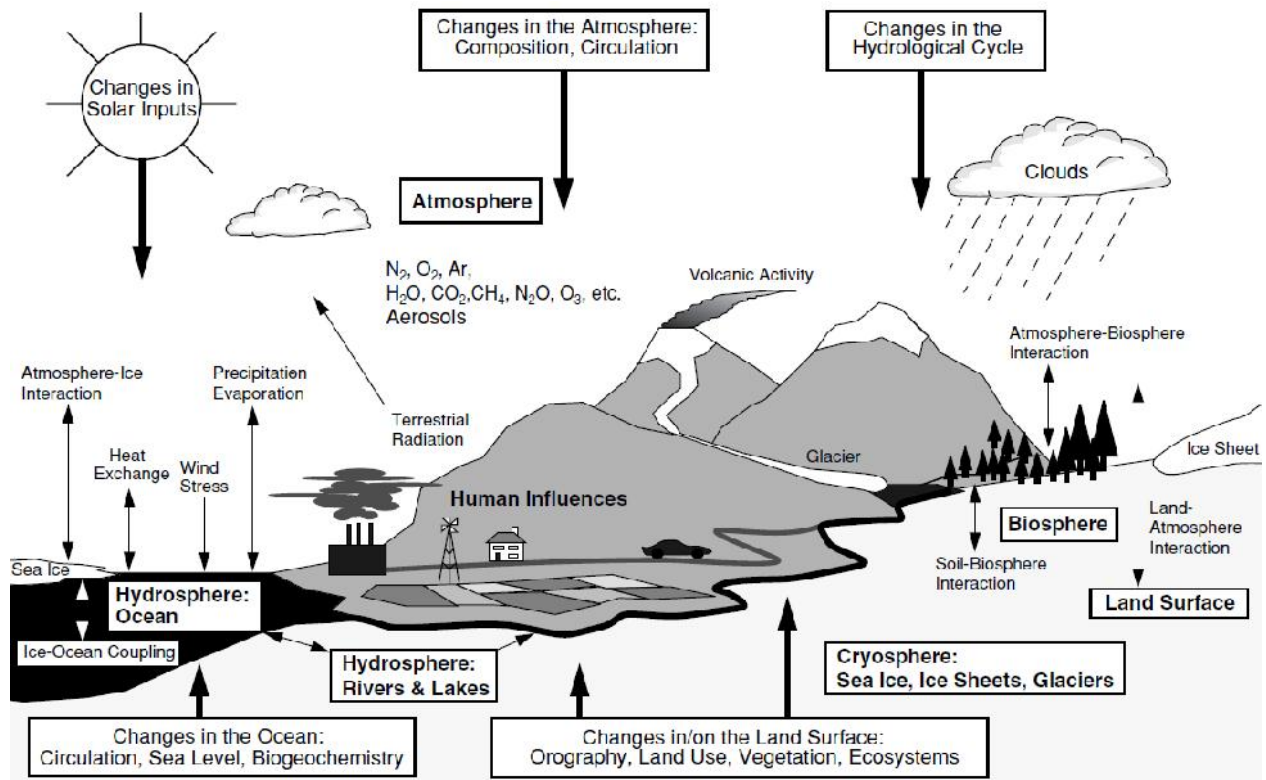 Changes in the Atmosphere:
Composition, Circulation
Changes in the
Hydrological Cycle
Changes in
Solar Inputs
Clouds
Atmosphere
N₂, O₂, Ar,
H₂O, CO₂,CH₄, N₂O, O₃, etc.
Aerosols
Volcanic Activity
Atmosphere-Biosphere
Interaction
Atmosphere-Ice
Interaction
Precipitation
Evaporation
Terrestrial
Radiation
Heat
Exchange
Wind
Stress
Glacier
Ice Sheet
Human Influences
Biosphere
Land-
Atmosphere
Interaction
Soil-Biosphere
Interaction
Sea Ice
Hydrosphere:
Ocean
Land Surface
Ice-Ocean Coupling
Hydrosphere:
Rivers & Lakes
Cryosphere:
Sea Ice, Ice Sheets, Glaciers
Changes in the Ocean:
Circulation, Sea Level, Biogeochemistry
Changes in/on the Land Surface:
Orography, Land Use, Vegetation, Ecosystems